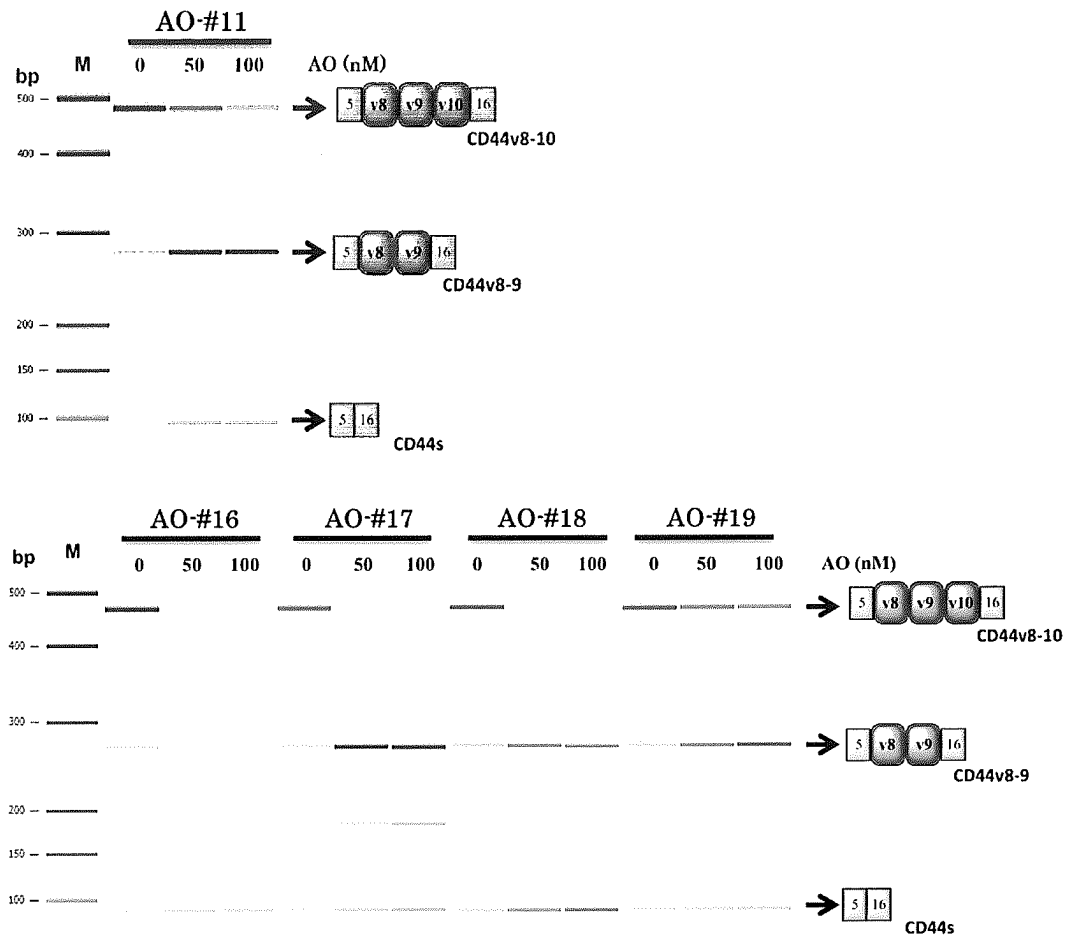 AO-#11
bp M 0 50 100 AO (nM)
500
5 v8 v9 v10 16
CD44v8-10
400
300
5 v8 v9 16
CD44v8-9
200
150
100
5 16
CD44s
AO-#16 AO-#17 AO-#18 AO-#19
bp M 0 50 100 0 50 100 0 50 100 0 50 100 AO (nM)
500
5 v8 v9 v10 16
CD44v8-10
400
300
5 v8 v9 16
CD44v8-9
200
150
100
5 16
CD44s